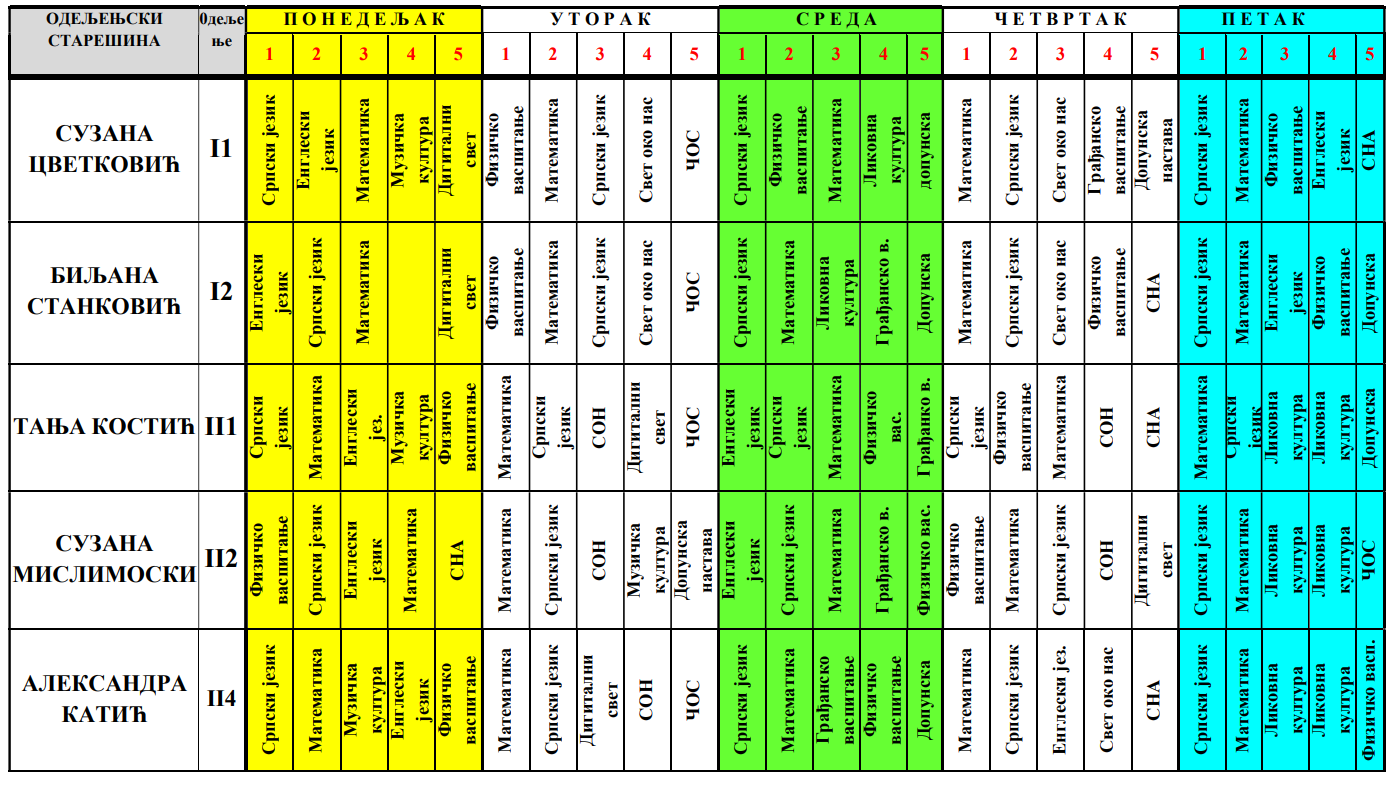 ОДЕЉЕЊСКИ СТАРЕШИНА
0деље ње
ПОНЕДЕЉАК
УТОРАК
СРЕДА
ЧЕТВРТАК
ПЕТАК
1 2 3 4 5 1 2 3 4 5 1 2 3 4 5 1 2 3 4 5 1 2 3 4 5
СУЗАНА
ЦВЕТКОВИЋ
I1
Српски језик
Енглески
језик
Математика
Музичка
култура
Дигитални
свет
Физичко
васпитање
Математика
Српски језик
Свет око нас
ЧОС
Српски језик
Физичко
васпитање
Математика
Ликовна
култура
допунска
Математика
Српски језик
Свет око нас
Грађанско
васпитање
Допунска
настава
Српски језик
Математика
Физичко
васпитање
Енглески
језик
СНА
БИЉАНА
СТАНКОВИЋ
I2
Енглески
језик
Српски језик
Математика
Дигитални
свет
Физичко
васпитање
Математика
Српски језик
Свет око нас
ЧОС
Српски језик
Математика
Ликовна
култура
Грађанско в.
Допунска
Математика
Српски језик
Свет око нас
Физичко
васпитање
СНА
Српски језик
Математика
Енглески
језик
Физичко
васпитање
Допунска
ТАЊА КОСТИЋ
II1
Српски
језик
Математика
Енглески
јез.
Музичка
култура
Физичко
васпитање
Математика
Српски
језик
СОН
Дигитални
свет
ЧОС
Енглески
језик
Српски
језик
Математика
Физичко
вас.
Грађанко в.
Српски
језик
Физичко
васпитање
Математика
СОН
СНА
Математика
Српски
језик
Ликовна
култура
Ликовна
култура
Допунска
СУЗАНА
МИСЛИМОСКИ
II2
Физичко
васпитање
Српски језик
Енглески
језик
Математика
СНА
Математика
Српски језик
СОН
Музичка
култура
Допунска
настава
Енглески
језик
Српски језик
Математика
Грађанско в.
Физичко вас.
Физичко
васпитање
Математика
Српски језик
СОН
Дигитални
свет
Српски језик
Математика
Ликовна
култура
Ликовна
култура
ЧОС
АЛЕКСАНДРА
КАТИЋ
II4
Српски језик
Математика
Музичка
култура
Енглески
језик
Физичко
васпитање
Математика
Српски језик
Дигитални
свет
СОН
ЧОС
Српски језик
Математика
Грађанско
васпитање
Физичко
васпитање
Допунска
Математика
Српски језик
Енглески јез.
Свет око нас
СНА
Српски језик
Математика
Ликовна
култура
Ликовна
култура
Физичко васп.